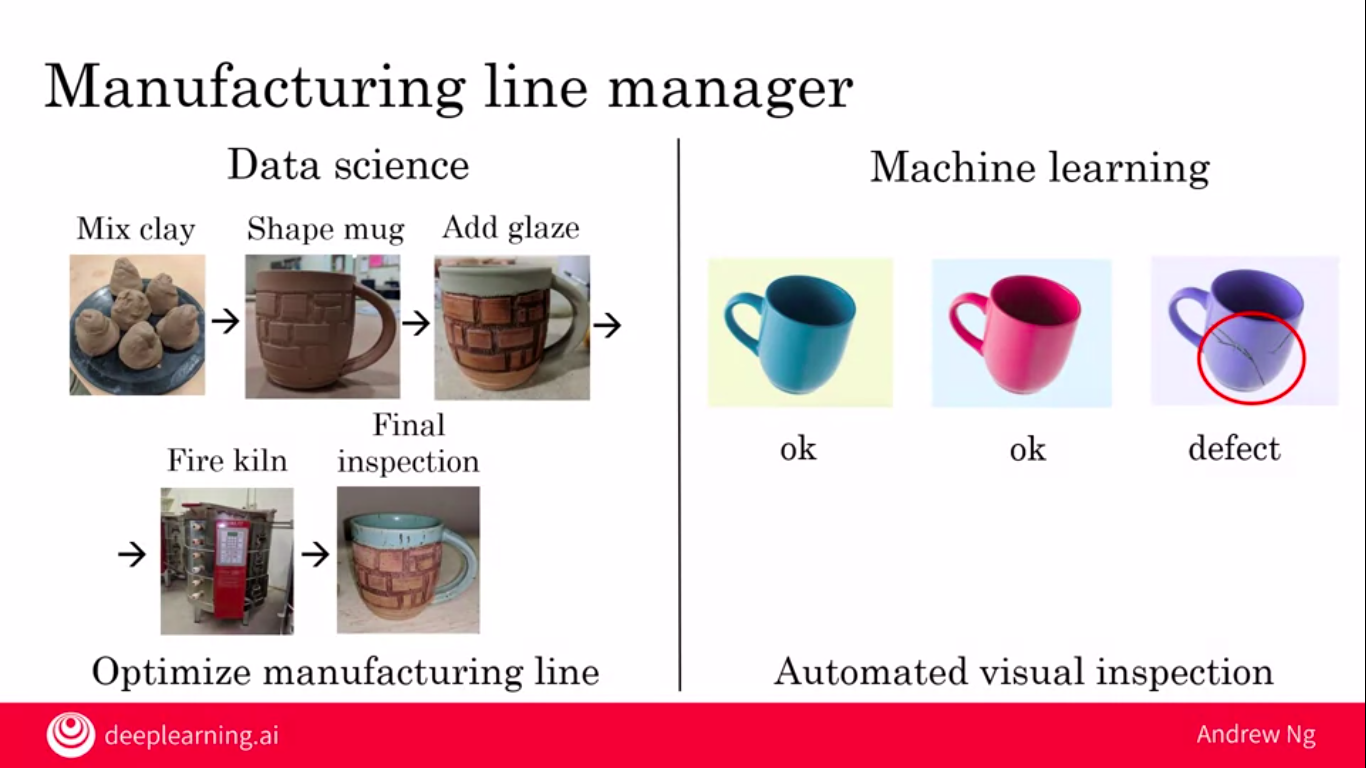 Manufacturing line manager
Data science
Mix clay
Shape mug
Add glaze
→
→
→
Final
inspection
Fire kiln
→
→
Optimize manufacturing line
Machine learning
ok
ok
defect
Automated visual inspection
deeplearning.ai
Andrew Ng